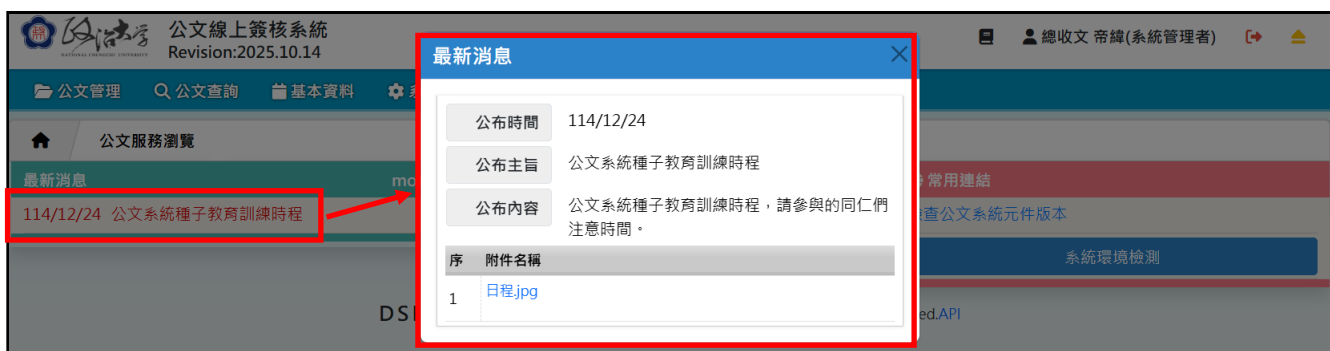 政治大學
NATIONAL CHENGCHI UNIVERSITY
公文線上簽核系統
Revision:2025.10.14
總收文 帝緯(系統管理者)
公文管理
公文查詢
基本資料
公文服務瀏覽
最新消息
114/12/24 公文系統種子教育訓練時程
最新消息
公布時間 114/12/24
公布主旨 公文系統種子教育訓練時程
公布內容 公文系統種子教育訓練時程，請參與的同仁們
注意時間。
序 附件名稱
1 日程.jpg
常用連結
查公文系統元件版本
系統環境檢測
ed.API